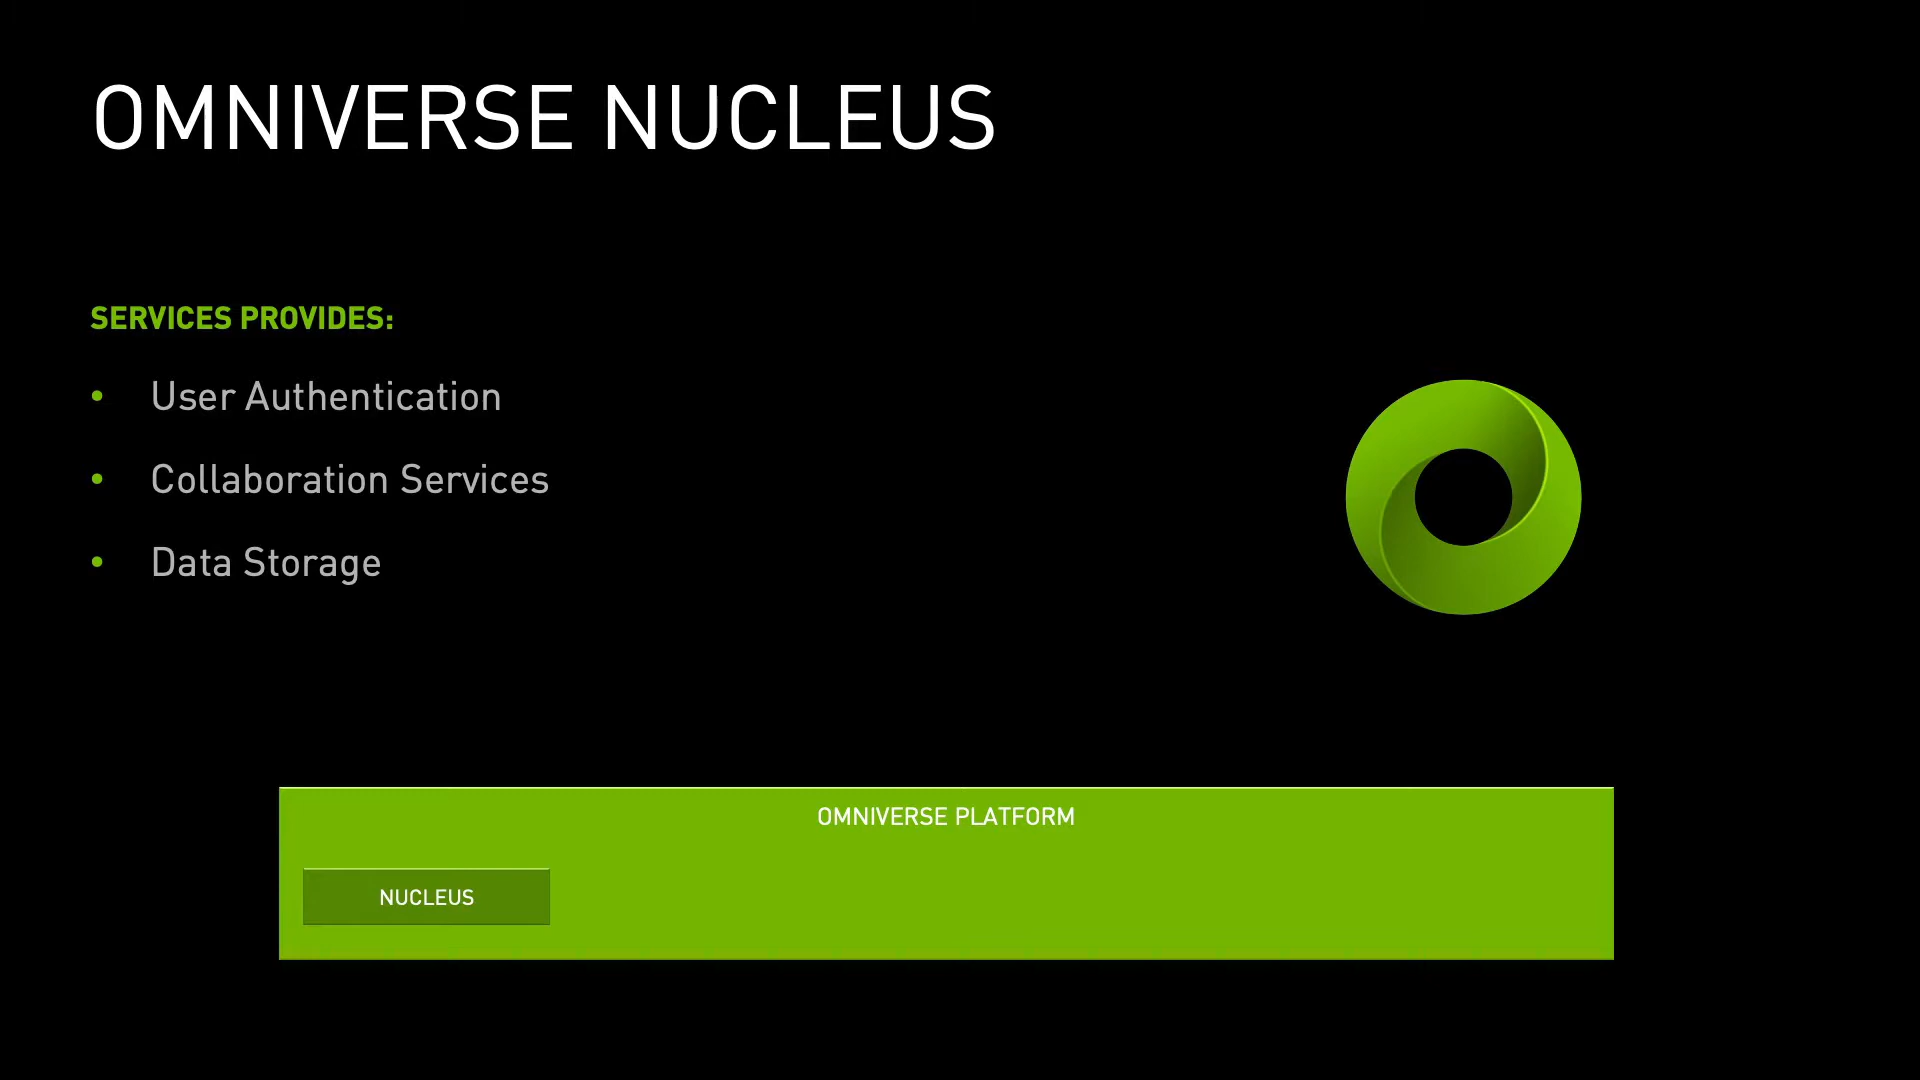 OMNIVERSE NUCLEUS
SERVICES PROVIDES:
• User Authentication
• Collaboration Services
• Data Storage
OMNIVERSE PLATFORM
NUCLEUS